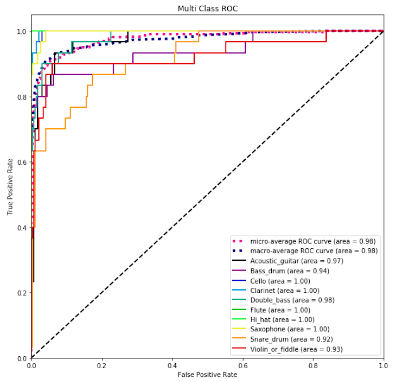 Multi Class ROC
1.0
0.8
0.6
0.4
0.2
0.0
True Positive Rate
micro-average ROC curve (area = 0.98)
macro-average ROC curve (area = 0.98)
Acoustic_guitar (area = 0.97)
Bass_drum (area = 0.94)
Cello (area = 1.00)
Clarinet (area = 1.00)
Double_bass (area = 0.98)
Flute (area = 1.00)
Hi_hat (area = 1.00)
Saxophone (area = 1.00)
Snare_drum (area = 0.92)
Violin_or_fiddle (area = 0.93)
0.0 0.2 0.4 0.6 0.8 1.0
False Positive Rate